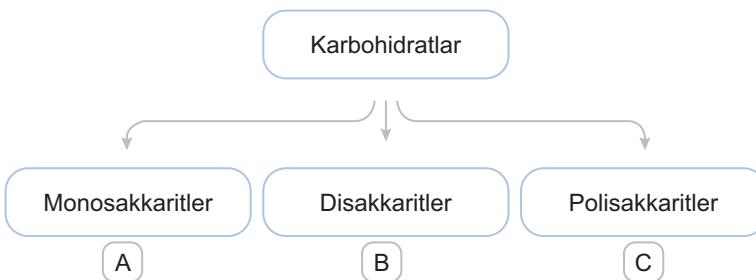 Karbohidratlar
Monosakkaritler
Disakkaritler
Polisakkaritler
A
B
C